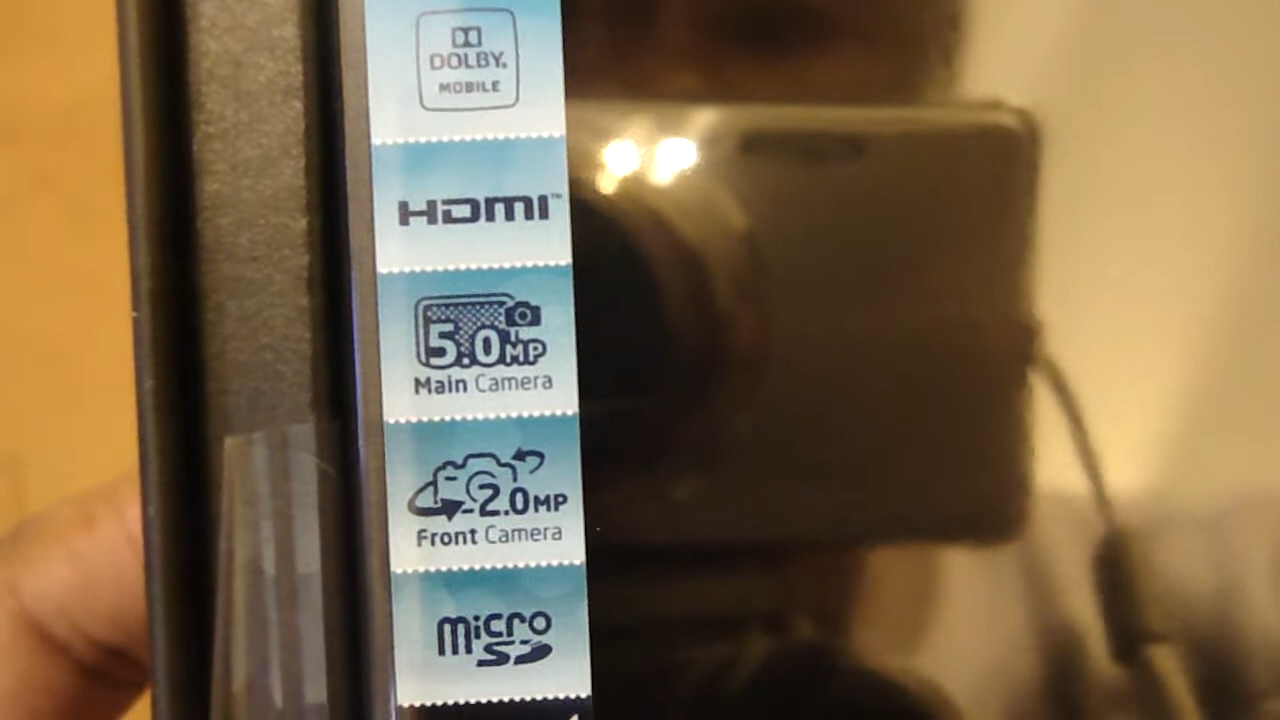 DOLBY.
MOBILE
HDMI™
5.0MP
Main Camera
2.0MP
Front Camera
micro
SD